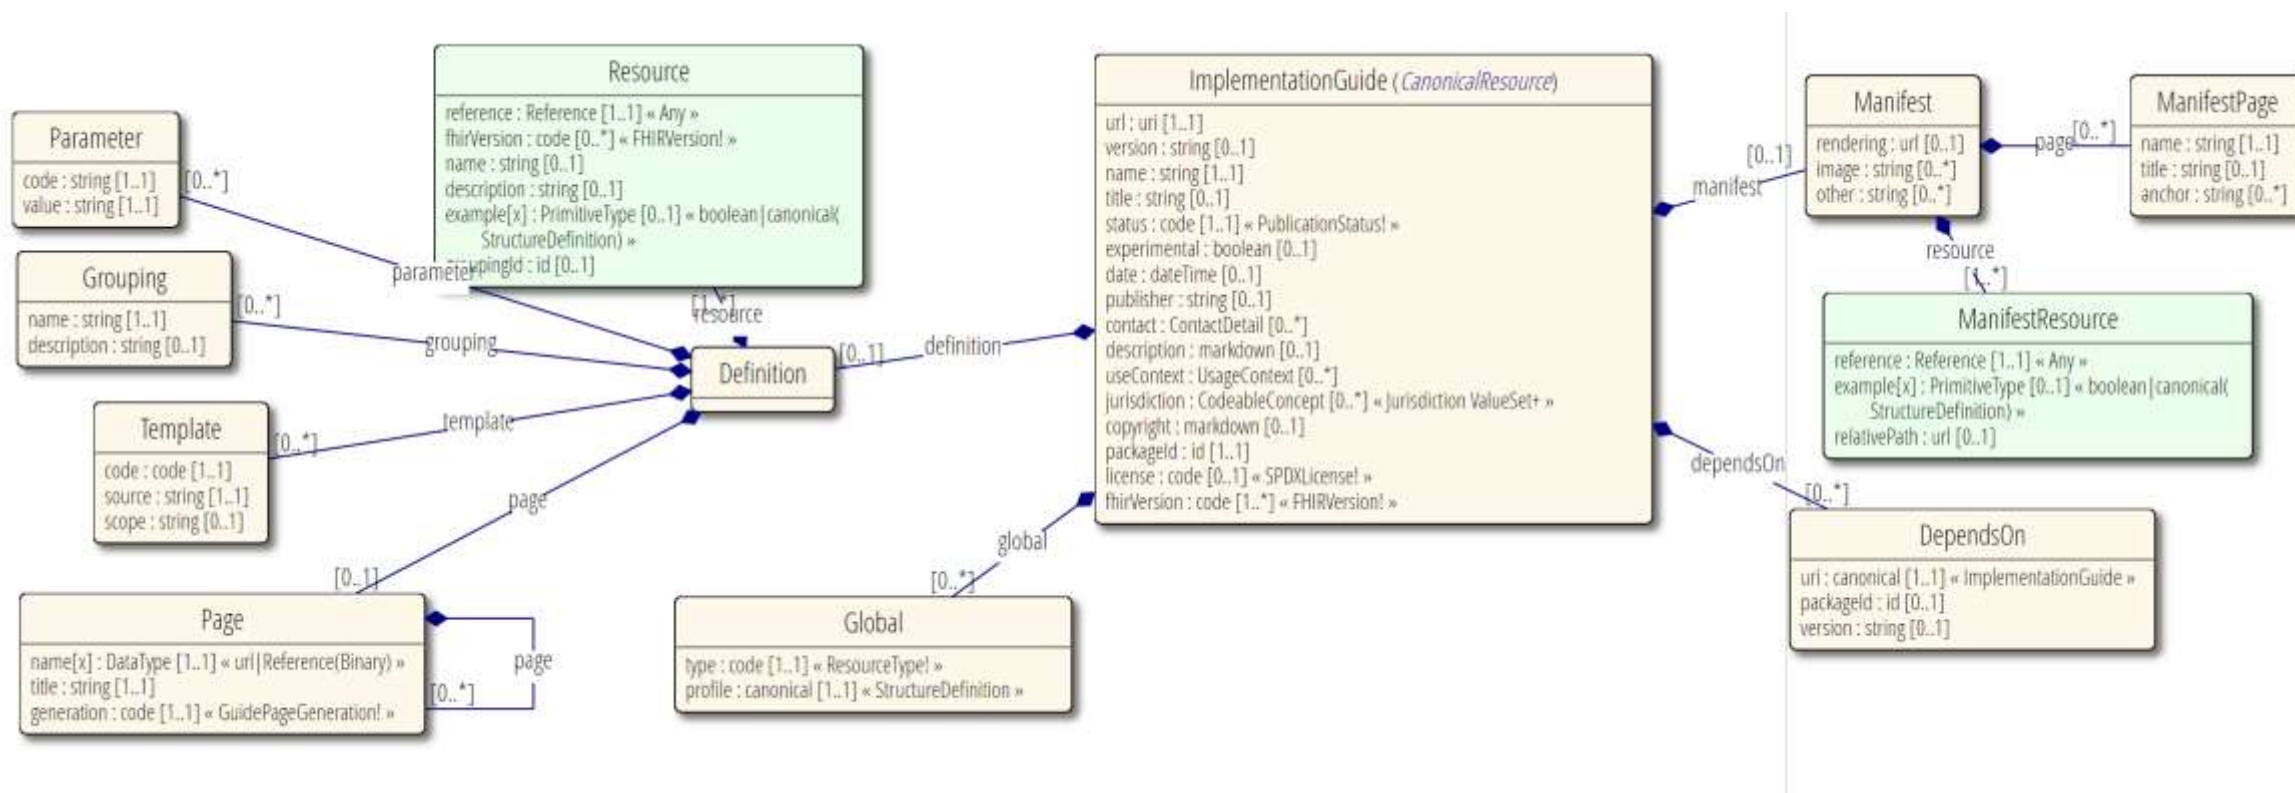 Parameter
code : string [1..1]
value : string [1..1]
[0..*]
parameter
Grouping
name : string [1..1]
description : string [0..1]
[0..*]
grouping
Template
code : code [1..1]
source : string [1..1]
scope : string [0..1]
[0..*]
template
Page
name[x] : DataType [1..1] « url|Reference(Binary) »
title : string [1..1]
generation : code [1..1] « GuidePageGeneration! »
[0..1]
page
[0..*]
page
Resource
reference : Reference [1..1] « Any »
fhirVersion : code [0..*] « FHIRVersion! »
name : string [0..1]
description : string [0..1]
example[x] : PrimitiveType [0..1] « boolean|canonical(
StructureDefinition) »
: id [0..1]
[1..*]
resource
Definition
[0..1]
definition
ImplementationGuide (CanonicalResource)
url : uri [1..1]
version : string [0..1]
name : string [1..1]
title : string [0..1]
status : code [1..1] « PublicationStatus! »
experimental : boolean [0..1]
date : dateTime [0..1]
publisher : string [0..1]
contact : ContactDetail [0..*]
description : markdown [0..1]
useContext : UsageContext [0..*]
jurisdiction : CodeableConcept [0..*] « Jurisdiction ValueSet+ »
copyright : markdown [0..1]
packageId : id [1..1]
license : code [0..1] « SPDXLicense! »
fhirVersion : code [1..*] « FHIRVersion! »
global
[0..*]
Global
type : code [1..1] « ResourceType! »
profile : canonical [1..1] « StructureDefinition »
[0..1]
manifest
Manifest
rendering : url [0..1]
image : string [0..*]
other : string [0..*]
page
[0..*]
ManifestPage
name : string [1..1]
title : string [0..1]
anchor : string [0..*]
resource
[1..*]
ManifestResource
reference : Reference [1..1] « Any »
example[x] : PrimitiveType [0..1] « boolean|canonical(
StructureDefinition) »
relativePath : url [0..1]
dependsOn
[0..*]
DependsOn
uri : canonical [1..1] « ImplementationGuide »
packageId : id [0..1]
version : string [0..1]